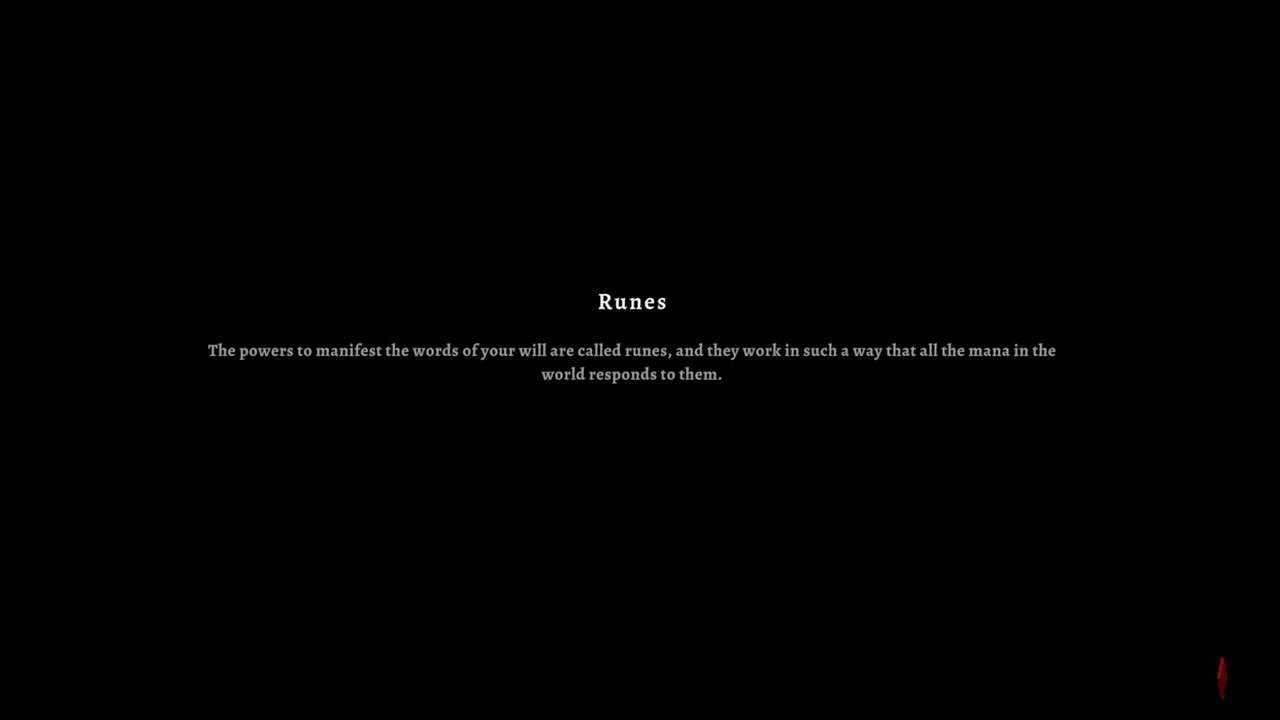 Runes
The powers to manifest the words of your will are called runes, and they work in such a way that all the mana in the
world responds to them.